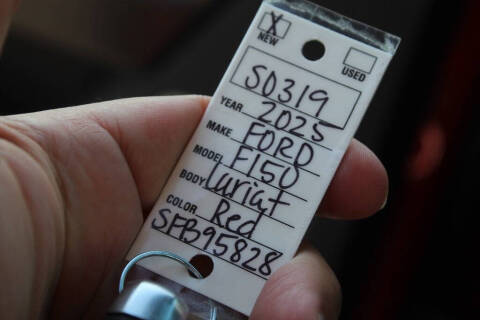 X
NEW
USED
S0319
YEAR 2025
MAKE FORD
MODEL F150
BODY Lariat
COLOR Red
SFB95828